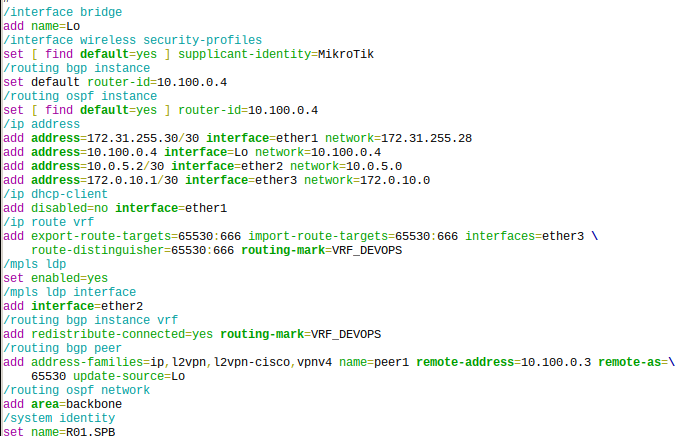 /interface bridge
add name=Lo
/interface wireless security-profiles
set [ find default=yes ] supplicant-identity=MikroTik
/routing bgp instance
set default router-id=10.100.0.4
/routing ospf instance
set [ find default=yes ] router-id=10.100.0.4
/ip address
add address=172.31.255.30/30 interface=ether1 network=172.31.255.28
add address=10.100.0.4 interface=Lo network=10.100.0.4
add address=10.0.5.2/30 interface=ether2 network=10.0.5.0
add address=172.0.10.1/30 interface=ether3 network=172.0.10.0
/ip dhcp-client
add disabled=no interface=ether1
/ip route vrf
add export-route-targets=65530:666 import-route-targets=65530:666 interfaces=ether3 \
    route-distinguisher=65530:666 routing-mark=VRF_DEVOPS
/mpls ldp
set enabled=yes
/mpls ldp interface
add interface=ether2
/routing bgp instance vrf
add redistribute-connected=yes routing-mark=VRF_DEVOPS
/routing bgp peer
add address-families=ip,l2vpn,l2vpn-cisco,vpnv4 name=peer1 remote-address=10.100.0.3 remote-as=\
    65530 update-source=Lo
/routing ospf network
add area=backbone
/system identity
set name=R01.SPB